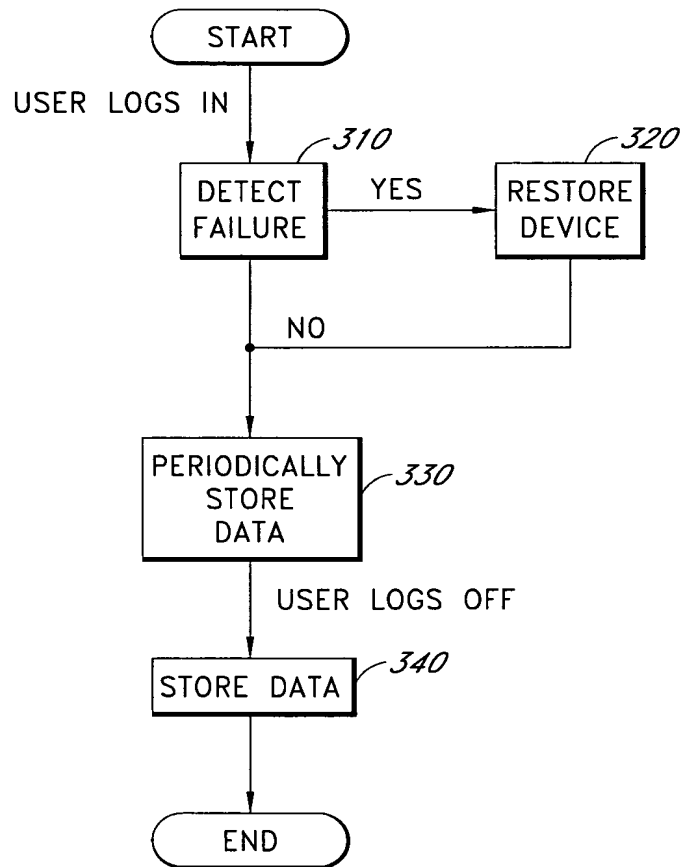 START
USER LOGS IN
310
320
DETECT
FAILURE
YES
RESTORE
DEVICE
NO
PERIODICALLY
STORE
DATA
330
USER LOGS OFF
340
STORE DATA
END